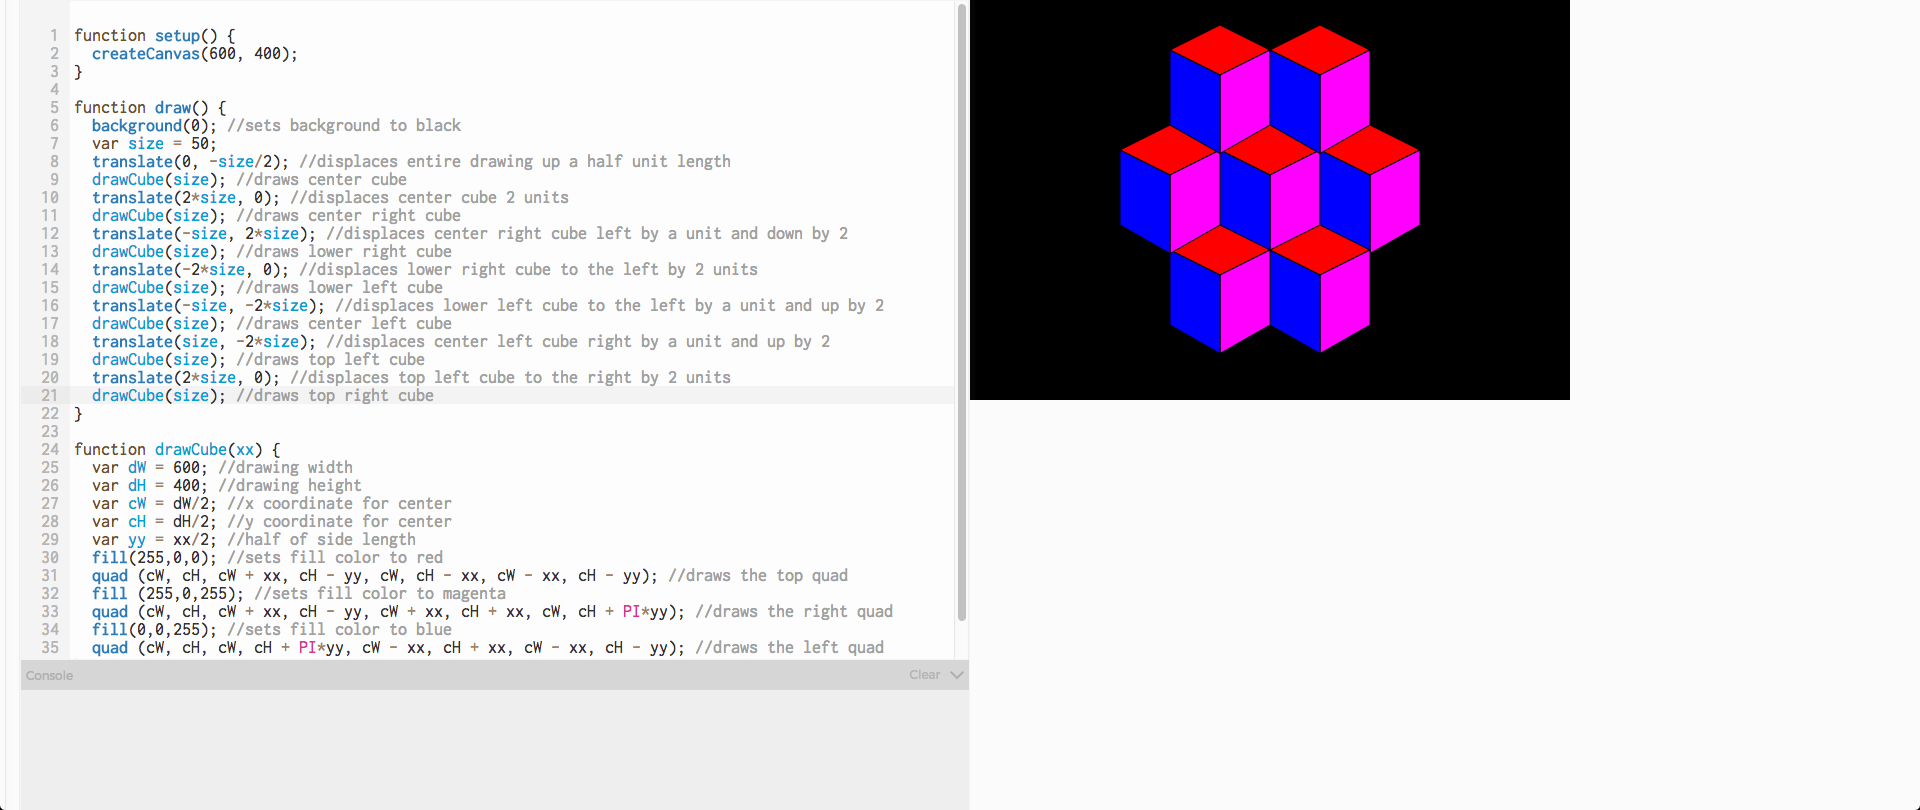 1 function setup() {
2 createCanvas(600, 400);
3 }
4
5 function draw() {
6 background(0); //sets background to black
7 var size = 50;
8 translate(0, -size/2); //displaces entire drawing up a half unit length
9 drawCube(size); //draws center cube
10 translate(2*size, 0); //displaces center cube 2 units
11 drawCube(size); //draws center right cube
12 translate(-size, 2*size); //displaces center right cube left by a unit and down by 2
13 drawCube(size); //draws lower right cube
14 translate(-2*size, 0); //displaces lower right cube to the left by 2 units
15 drawCube(size); //draws lower left cube
16 translate(-size, -2*size); //displaces lower left cube to the left by a unit and up by 2
17 drawCube(size); //draws center left cube
18 translate(size, -2*size); //displaces center left cube right by a unit and up by 2
19 drawCube(size); //draws top left cube
20 translate(2*size, 0); //displaces top left cube to the right by 2 units
21 drawCube(size); //draws top right cube
22 }
23
24 function drawCube(xx) {
25 var dW = 600; //drawing width
26 var dH = 400; //drawing height
27 var cW = dW/2; //x coordinate for center
28 var cH = dH/2; //y coordinate for center
29 var yy = xx/2; //half of side length
30 fill(255,0,0); //sets fill color to red
31 quad (cW, cH, cW + xx, cH - yy, cW, cH - xx, cW - xx, cH - yy); //draws the top quad
32 fill (255,0,255); //sets fill color to magenta
33 quad (cW, cH, cW + xx, cH - yy, cW + xx, cH + xx, cW, cH + PI*yy); //draws the right quad
34 fill(0,0,255); //sets fill color to blue
35 quad (cW, cH, cW, cH + PI*yy, cW - xx, cH + xx, cW - xx, cH - yy); //draws the left quad
Console Clear